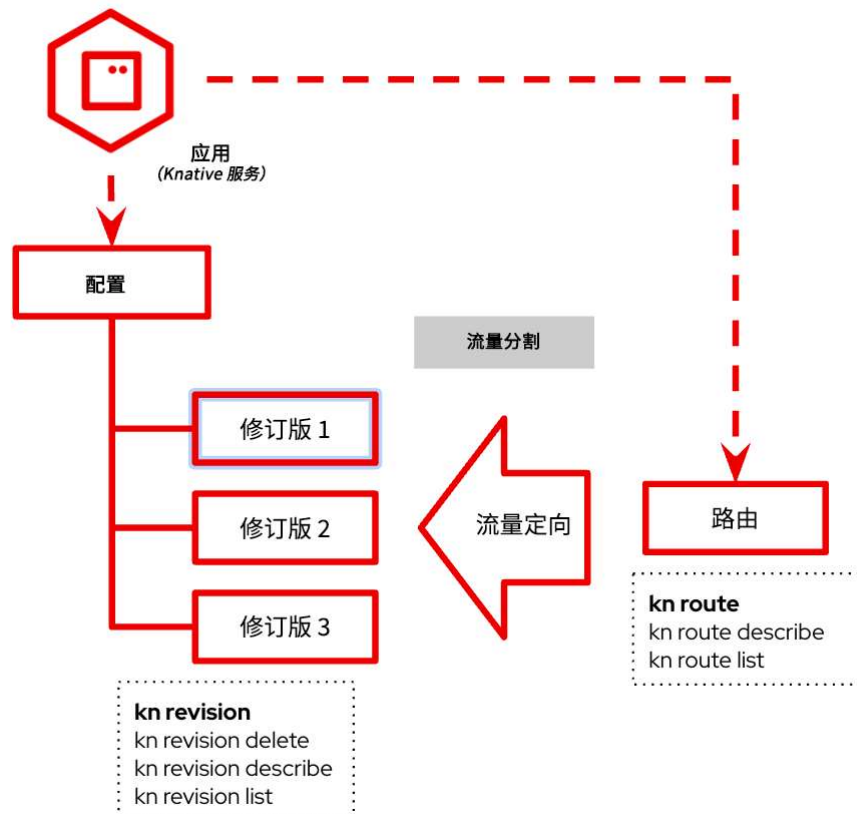 应用
(Knative 服务)
配置
流量分割
修订版 1
修订版 2
修订版 3
流量定向
路由
kn route
kn route describe
kn route list
kn revision
kn revision delete
kn revision describe
kn revision list